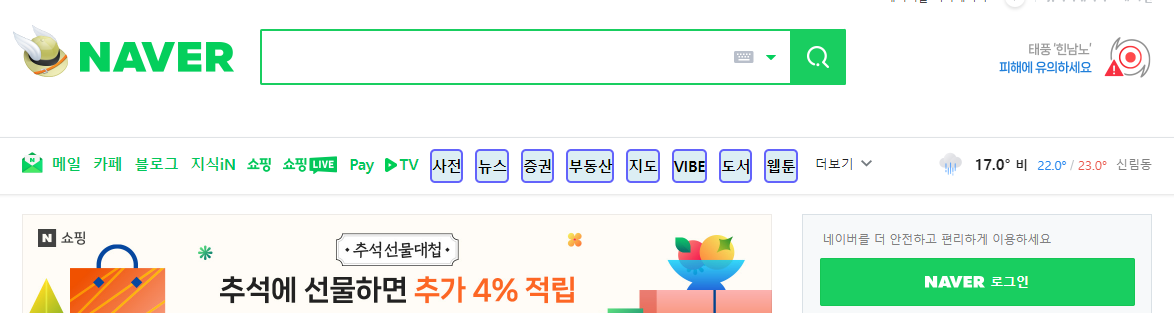 NAVER
태풍 '힌남노'
피해에 유의하세요
메일 카페 블로그 지식iN 쇼핑 쇼핑LIVE Pay TV 사전 뉴스 증권 부동산 지도 VIBE 도서 웹툰 더보기 17.0° 비 22.0° / 23.0° 신림동
N 쇼핑
추석 선물대첩
추석에 선물하면 추가 4% 적립
네이버를 더 안전하고 편리하게 이용하세요
NAVER 로그인